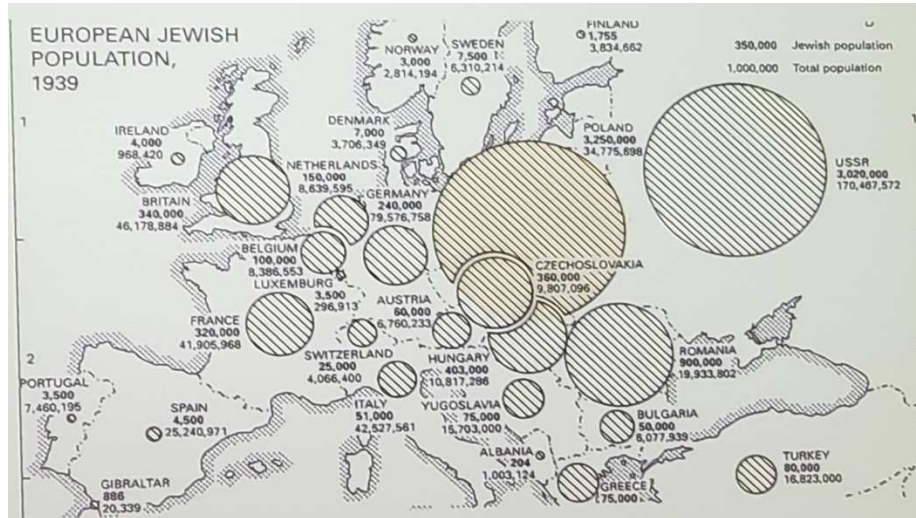 EUROPEAN JEWISH
POPULATION,
1939
NORWAY
3,000
2,814,194
SWEDEN
7,500
6,310,214
FINLAND
1,755
3,834,662
350,000 Jewish population
1,000,000 Total population
1
IRELAND
4,000
968,420
DENMARK
7,000
3,706,349
POLAND
3,250,000
34,775,698
USSR
3,020,000
170,467,572
BRITAIN
340,000
46,178,884
NETHERLANDS
150,000
8,639,595
GERMANY
240,000
79,576,758
BELGIUM
100,000
8,386,553
LUXEMBURG
3,500
296,913
CZECHOSLOVAKIA
360,000
9,807,096
AUSTRIA
60,000
6,760,233
FRANCE
320,000
41,905,968
2
SWITZERLAND
25,000
4,066,400
HUNGARY
403,000
10,817,286
ROMANIA
900,000
19,933,802
PORTUGAL
3,500
7,460,195
SPAIN
4,500
25,240,971
ITALY
51,000
42,527,561
YUGOSLAVIA
75,000
15,703,000
BULGARIA
50,000
6,077,939
ALBANIA
204
1,003,124
GIBRALTAR
886
20,339
GREECE
75,000
TURKEY
80,000
16,823,000